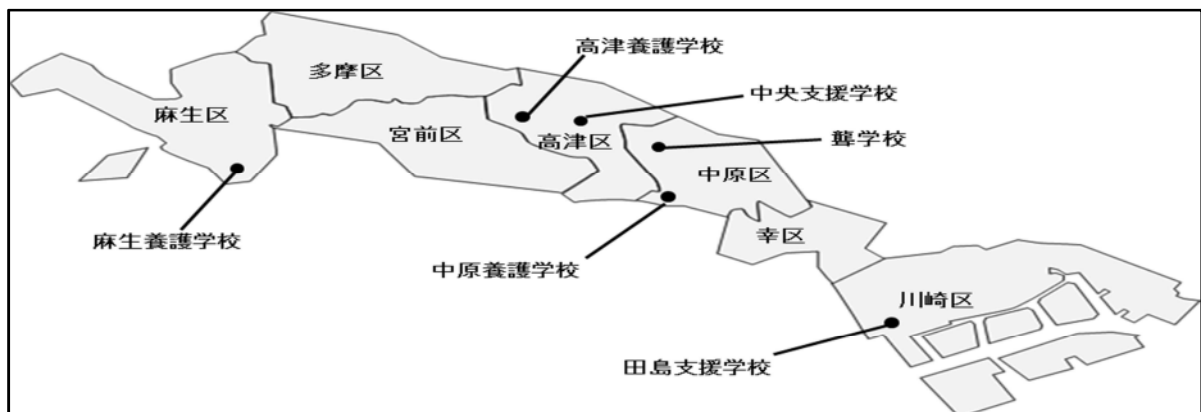 高津養護学校
多摩区
中央支援学校
麻生区
宮前区
高津区
聾学校
中原区
麻生養護学校
幸区
中原養護学校
川崎区
田島支援学校